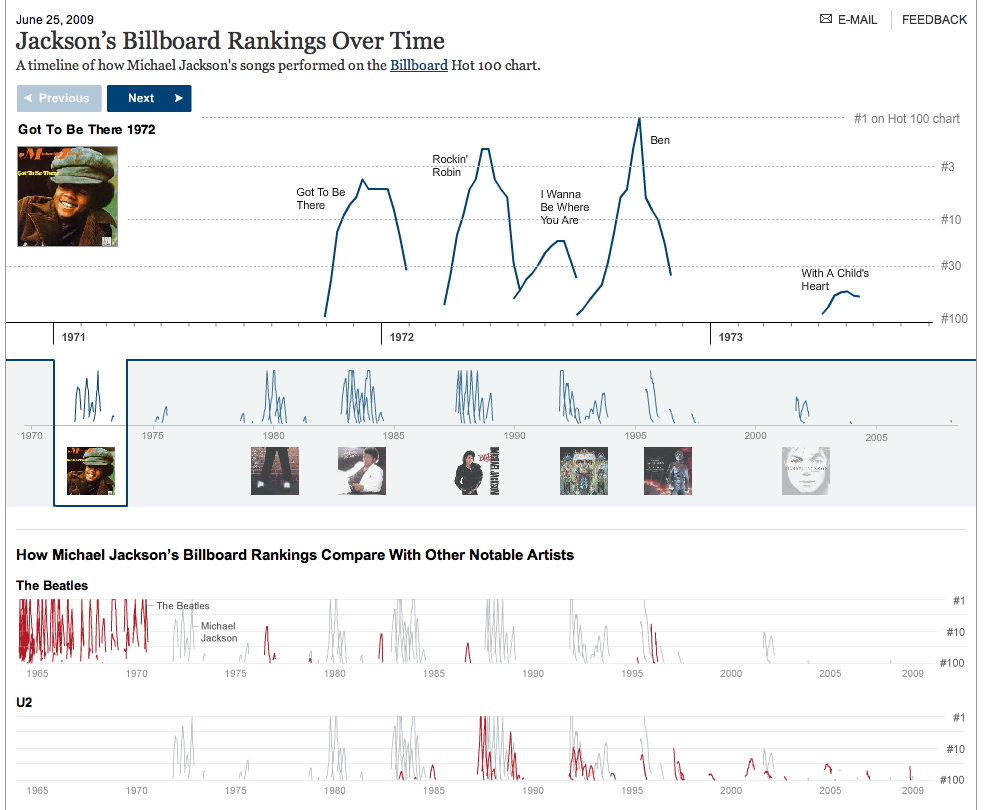 June 25, 2009
E-MAIL FEEDBACK
Jackson's Billboard Rankings Over Time
A timeline of how Michael Jackson's songs performed on the Billboard Hot 100 chart.
Previous Next
Got To Be There 1972
#1 on Hot 100 chart
Ben
Rockin'
Robin
#3
Got To Be
There
I Wanna
Be Where
You Are
#10
#30
With A Child's
Heart
#100
1971 1972 1973
1970 1975 1980 1985 1990 1995 2000 2005
How Michael Jackson's Billboard Rankings Compare With Other Notable Artists
The Beatles
#1
The Beatles
Michael
Jackson
#10
#100
1965 1970 1975 1980 1985 1990 1995 2000 2005 2009
U2
#1
#10
#100
1965 1970 1975 1980 1985 1990 1995 2000 2005 2009